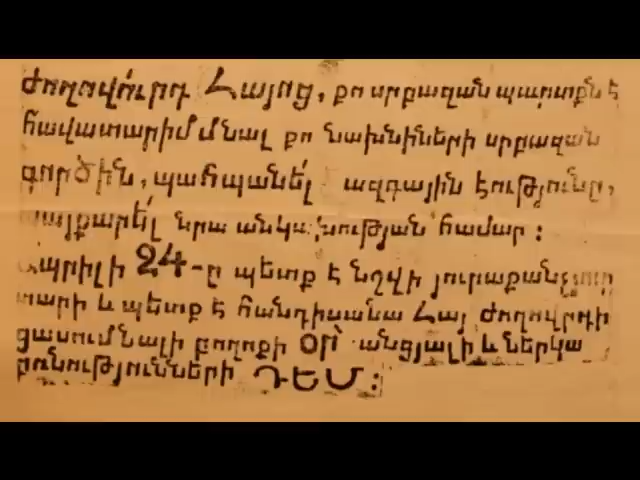 ժողովուրդ Հայոց, քո սրբազան պարտքն է
հավատարիմ մնալ քո նախնիների սրբազան
գործին, պահպանել ազգային էությունը,
պայքարել նրա անկախության համար :
Ապրիլի 24-ը պետք է նշվի յուրաքանչյուր
տարի և պետք է հանդիսանա Հայ ժողովրդի
ցասումնալի բողոքի Օր՝ անցյալի և ներկա
բռնությունների ԴԵՄ :